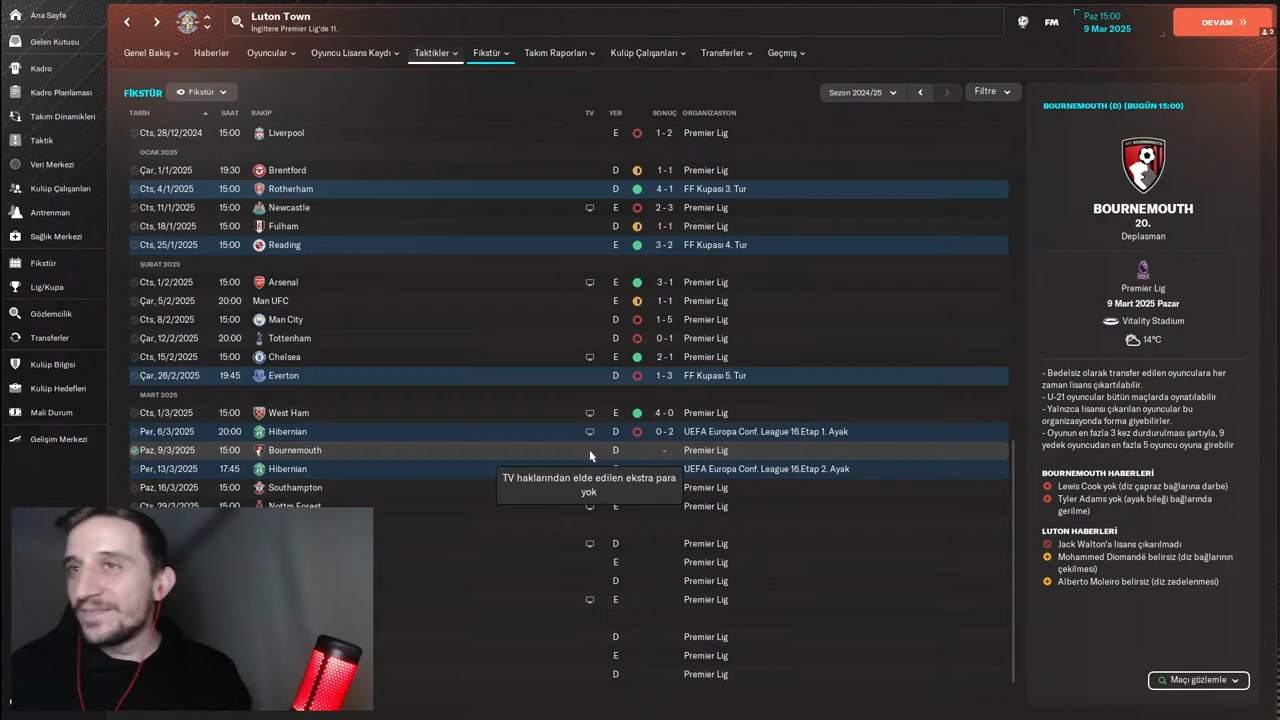 Ana Sayfa
Gelen Kutusu
Kadro
Kadro Planlaması
Takım Dinamikleri
Taktik
Veri Merkezi
Kulüp Çalışanları
Antrenman
Sağlık Merkezi
Fikstür
Lig/Kupa
Gözlemcilik
Transferler
Kulüp Bilgisi
Kulüp Hedefleri
Mali Durum
Gelişim Merkezi
Luton Town
İngiltere Premier Lig'de 11.
FM
Paz 15:00
9 Mar 2025
DEVAM
2
Genel Bakış
Haberler
Oyuncular
Oyuncu Lisans Kaydı
Taktikler
Fikstür
Takım Raporları
Kulüp Çalışanları
Transferler
Geçmiş
FİKSTÜR
Fikstür
Sezon 2024/25
Filtre
TARİH SAAT RAKİP TV YER SONUÇ ORGANİZASYON
Cts, 28/12/2024 15:00 Liverpool E 1 - 2 Premier Lig
OCAK 2025
Çar, 1/1/2025 19:30 Brentford D 1 - 1 Premier Lig
Cts, 4/1/2025 15:00 Rotherham D 4 - 1 FF Kupası 3. Tur
Cts, 11/1/2025 15:00 Newcastle E 2 - 3 Premier Lig
Cts, 18/1/2025 15:00 Fulham D 1 - 1 Premier Lig
Cts, 25/1/2025 15:00 Reading E 3 - 2 FF Kupası 4. Tur
ŞUBAT 2025
Cts, 1/2/2025 15:00 Arsenal E 3 - 1 Premier Lig
Çar, 5/2/2025 20:00 Man UFC E 1 - 1 Premier Lig
Cts, 8/2/2025 15:00 Man City D 1 - 5 Premier Lig
Çar, 12/2/2025 20:00 Tottenham D 0 - 1 Premier Lig
Cts, 15/2/2025 15:00 Chelsea E 2 - 1 Premier Lig
Çar, 26/2/2025 19:45 Everton D 1 - 3 FF Kupası 5. Tur
MART 2025
Cts, 1/3/2025 15:00 West Ham E 4 - 0 Premier Lig
Per, 6/3/2025 20:00 Hibernian D 0 - 2 UEFA Europa Conf. League 16.Etap 1. Ayak
Paz, 9/3/2025 15:00 Bournemouth D - Premier Lig
Per, 13/3/2025 17:45 Hibernian UEFA Europa Conf. League 16.Etap 2. Ayak
TV haklarından elde edilen ekstra para
yok
Paz, 16/3/2025 15:00 Southampton Premier Lig
Cts, 29/3/2025 15:00 Nottm Forest E Premier Lig
D Premier Lig
E Premier Lig
D Premier Lig
E Premier Lig
D Premier Lig
E Premier Lig
D Premier Lig
BOURNEMOUTH (D) (BUGÜN 15:00)
AFC BOURNEMOUTH
BOURNEMOUTH
20.
Deplasman
Premier Lig
9 Mart 2025 Pazar
Vitality Stadium
14°C
- Bedelsiz olarak transfer edilen oyunculara her
zaman lisans çıkartılabilir.
- U-21 oyuncular bütün maçlarda oynatılabilir
- Yalnızca lisansı çıkarılan oyuncular bu
organizasyonda forma giyebilirler.
- Oyunun en fazla 3 kez durdurulması şartıyla, 9
yedek oyuncudan en fazla 5 oyuncu oyuna girebilir
BOURNEMOUTH HABERLERİ
Lewis Cook yok (diz çapraz bağlarına darbe)
Tyler Adams yok (ayak bileği bağlarında
gerilme)
LUTON HABERLERİ
Jack Walton'a lisans çıkarılmadı
Mohammed Diomandé belirsiz (diz bağlarının
çekilmesi)
Alberto Moleiro belirsiz (diz zedelenmesi)
Maçı gözlemle